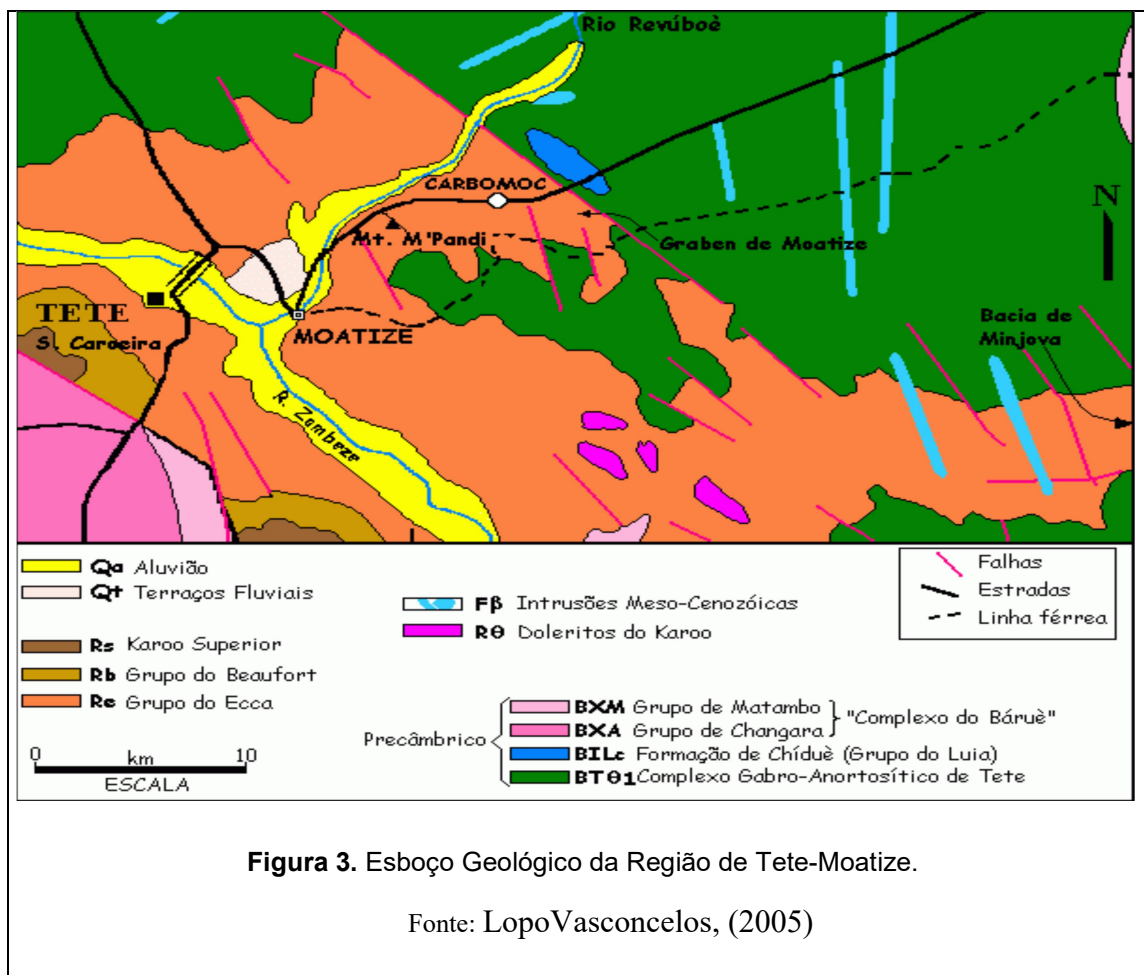 Rio Revúboè
CARBOMOC
Mt. M'Pandi
Graben de Moatize
N
TETE
S. Caroeira
MOATIZE
R. Zambeze
Bacia de
Minjova
Qa Aluvião
Qt Terraços Fluviais
Rs Karoo Superior
Rb Grupo do Beaufort
Re Grupo do Ecca
0 km 10
ESCALA
Fβ Intrusões Meso-Cenozóicas
Rθ Doleritos do Karoo
Precâmbrico
BXM Grupo de Matambo
BXA Grupo de Changara
"Complexo do Báruè"
BILc Formação de Chíduè (Grupo do Luia)
BTθ1 Complexo Gabro-Anortosítico de Tete
Falhas
Estradas
Linha férrea
Figura 3. Esboço Geológico da Região de Tete-Moatize.
Fonte: LopoVasconcelos, (2005)